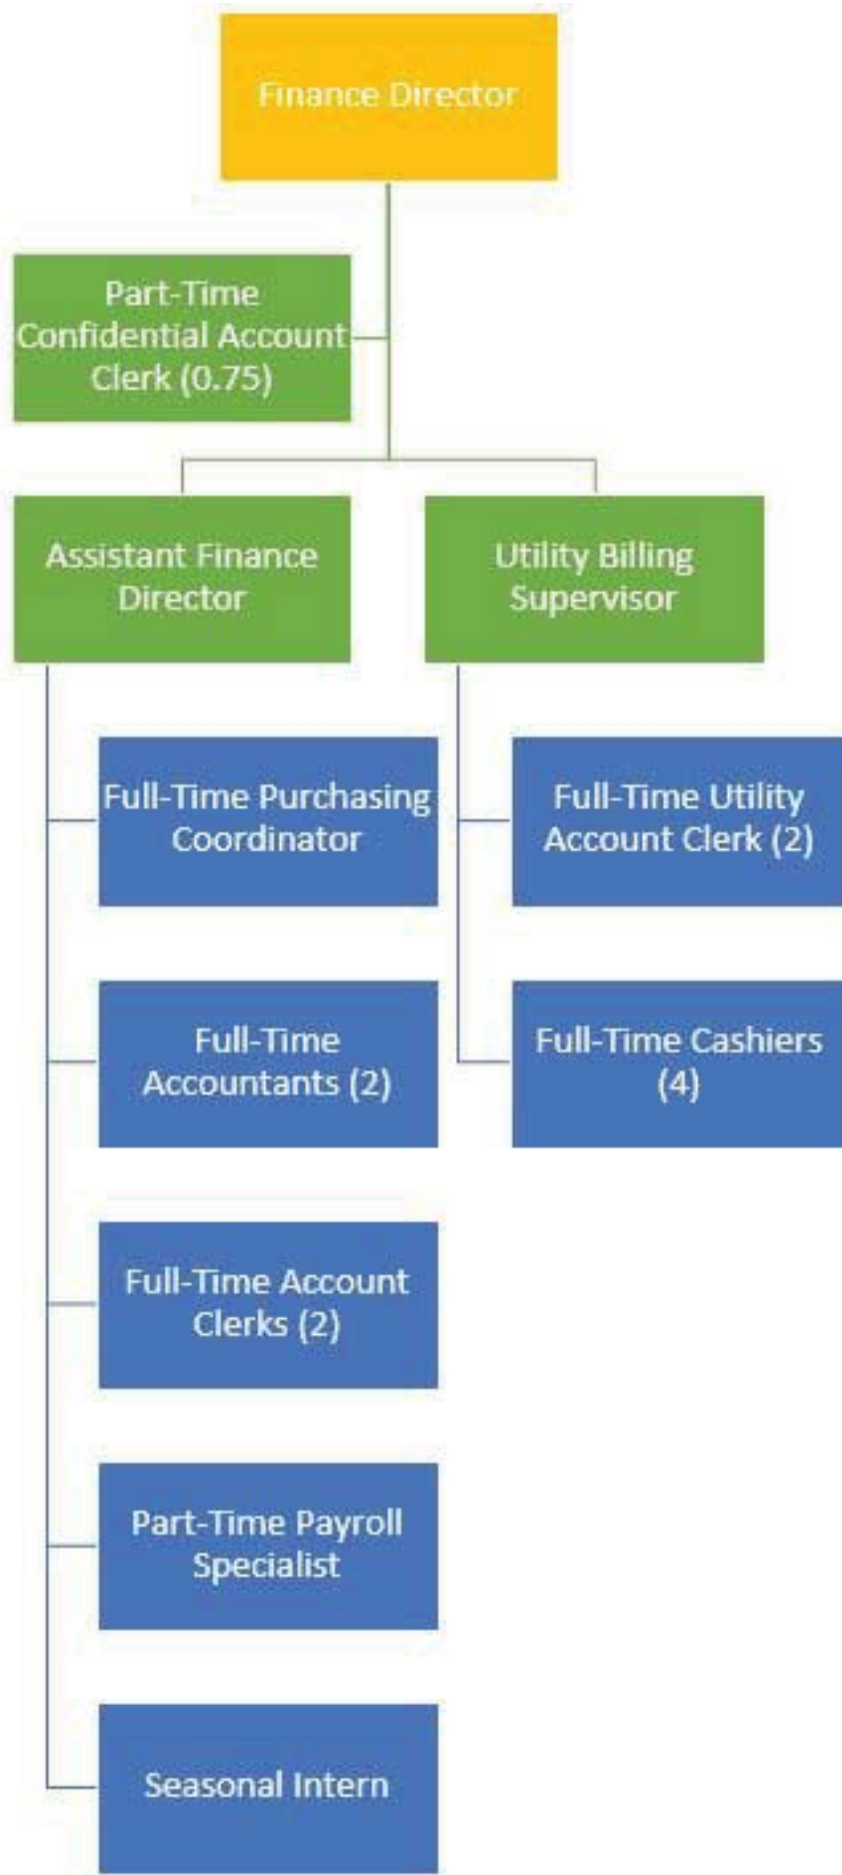 Finance Director
Part-Time
Confidential Account
Clerk (0.75)
Assistant Finance
Director
Utility Billing
Supervisor
Full-Time Purchasing
Coordinator
Full-Time Utility
Account Clerk (2)
Full-Time
Accountants (2)
Full-Time Cashiers
(4)
Full-Time Account
Clerks (2)
Part-Time Payroll
Specialist
Seasonal Intern